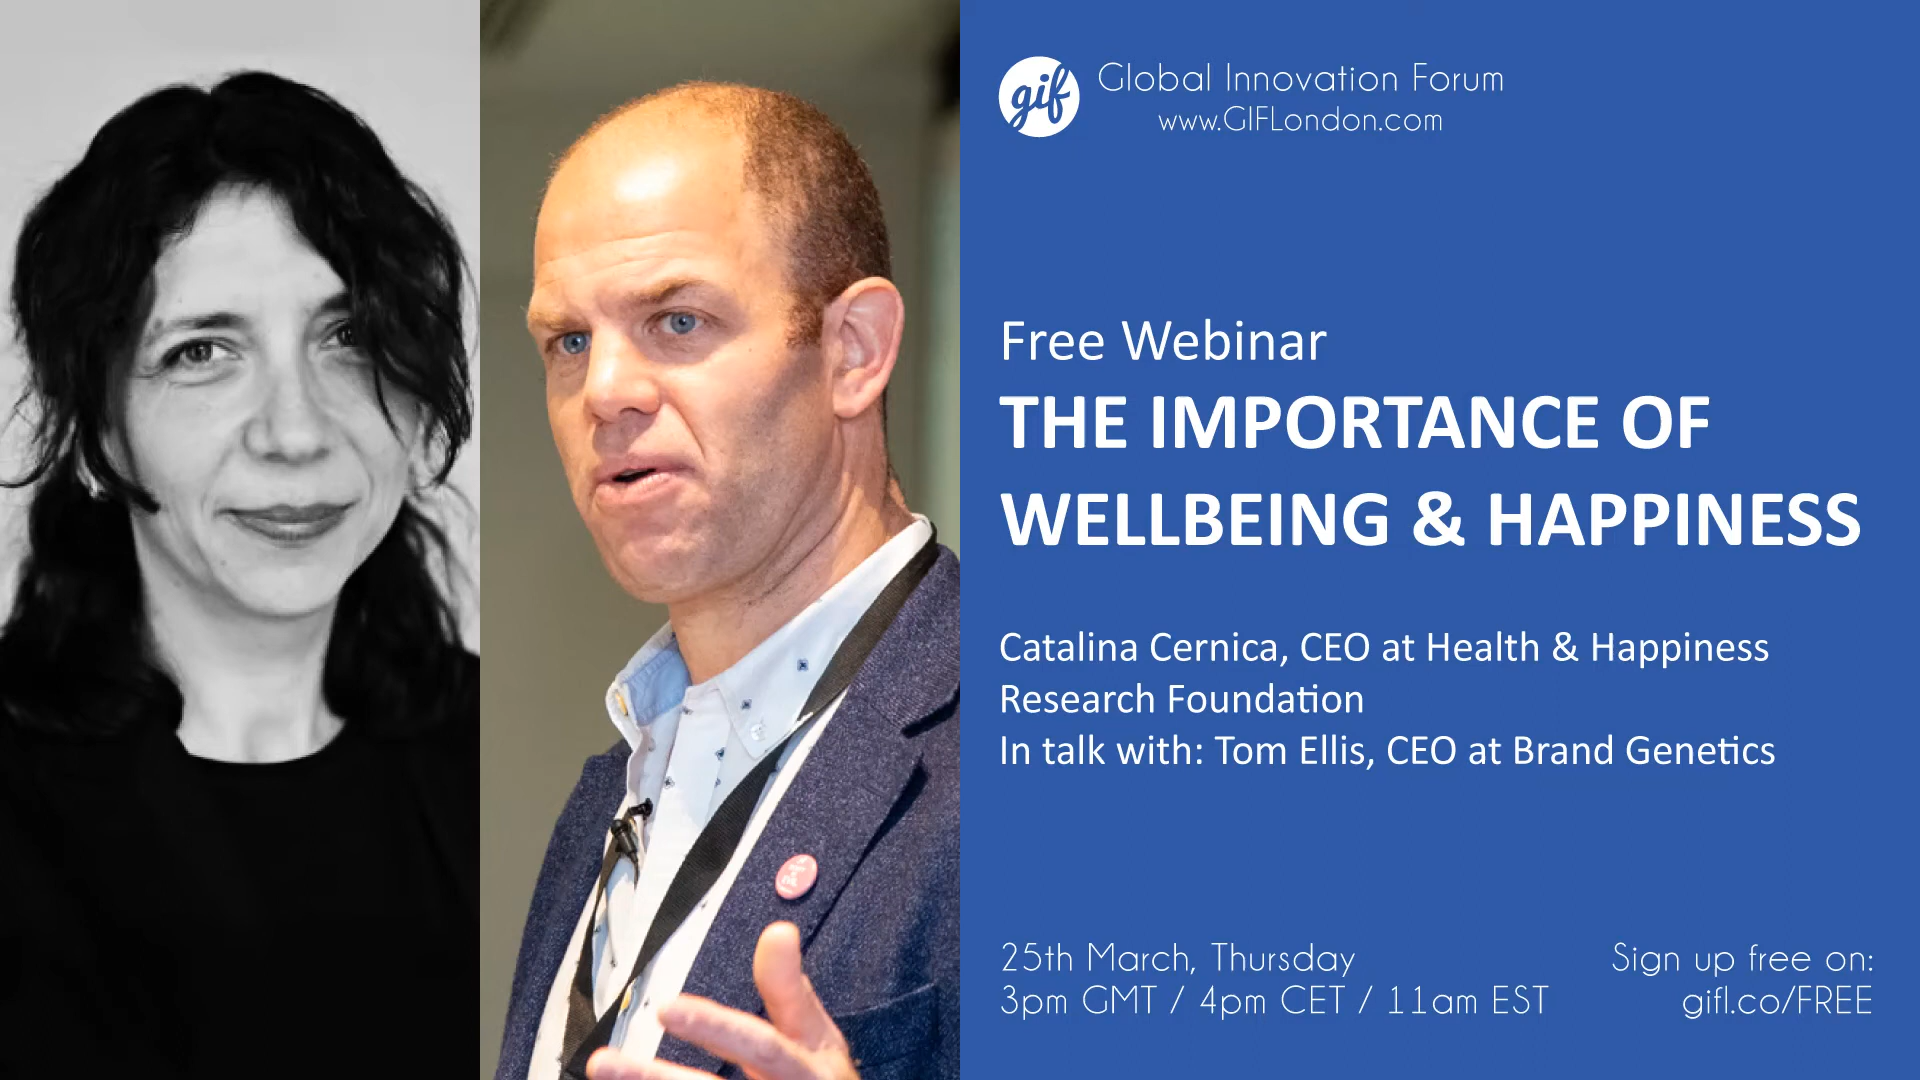 gif
Global Innovation Forum
www.GIFLondon.com
Free Webinar
THE IMPORTANCE OF
WELLBEING & HAPPINESS
Catalina Cernica, CEO at Health & Happiness
Research Foundation
In talk with: Tom Ellis, CEO at Brand Genetics
25th March, Thursday
3pm GMT / 4pm CET / 11am EST
Sign up free on:
gifl.co/FREE